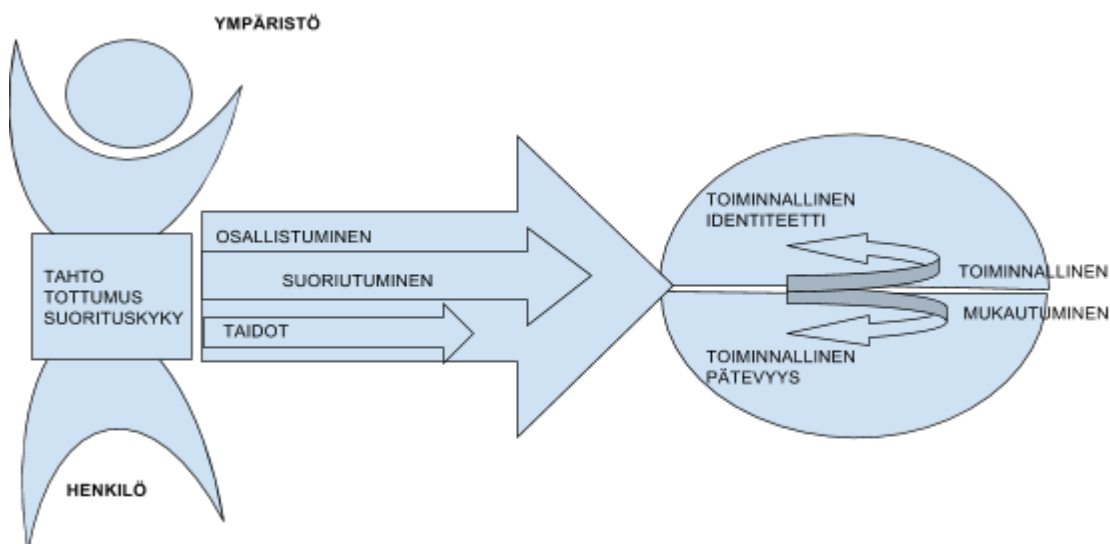 YMPÄRISTÖ
TAHTO
TOTTUMUS
SUORITUSKYKY
HENKILÖ
OSALLISTUMINEN
SUORIUTUMINEN
TAIDOT
TOIMINNALLINEN
IDENTITEETTI
TOIMINNALLINEN
MUKAUTUMINEN
TOIMINNALLINEN
PÄTEVYYS